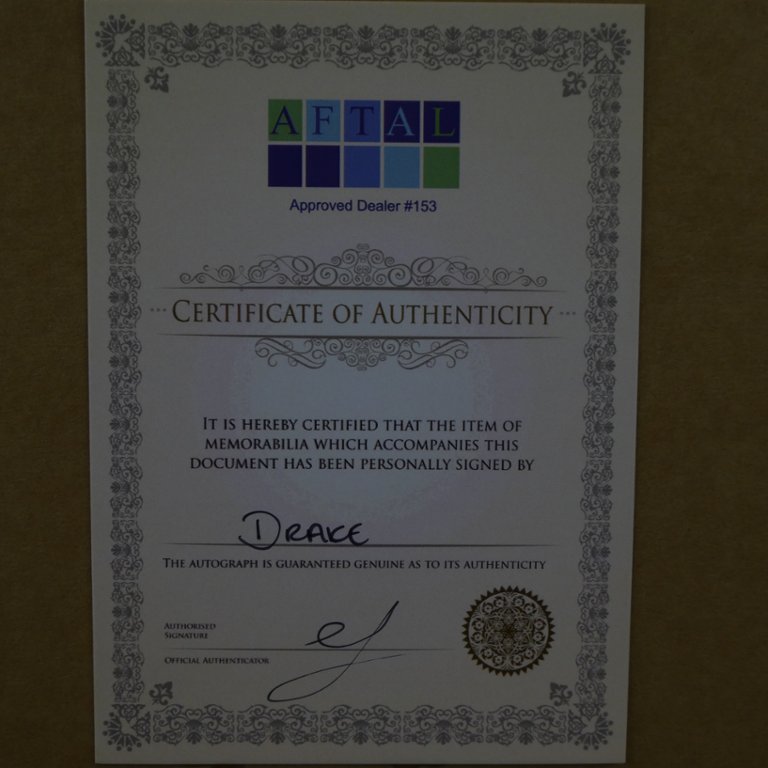 AFTAL
Approved Dealer #153
CERTIFICATE OF AUTHENTICITY
IT IS HEREBY CERTIFIED THAT THE ITEM OF
MEMORABILIA WHICH ACCOMPANIES THIS
DOCUMENT HAS BEEN PERSONALLY SIGNED BY
DRAKE
THE AUTOGRAPH IS GUARANTEED GENUINE AS TO ITS AUTHENTICITY
AUTHORISED
SIGNATURE
OFFICIAL AUTHENTICATOR